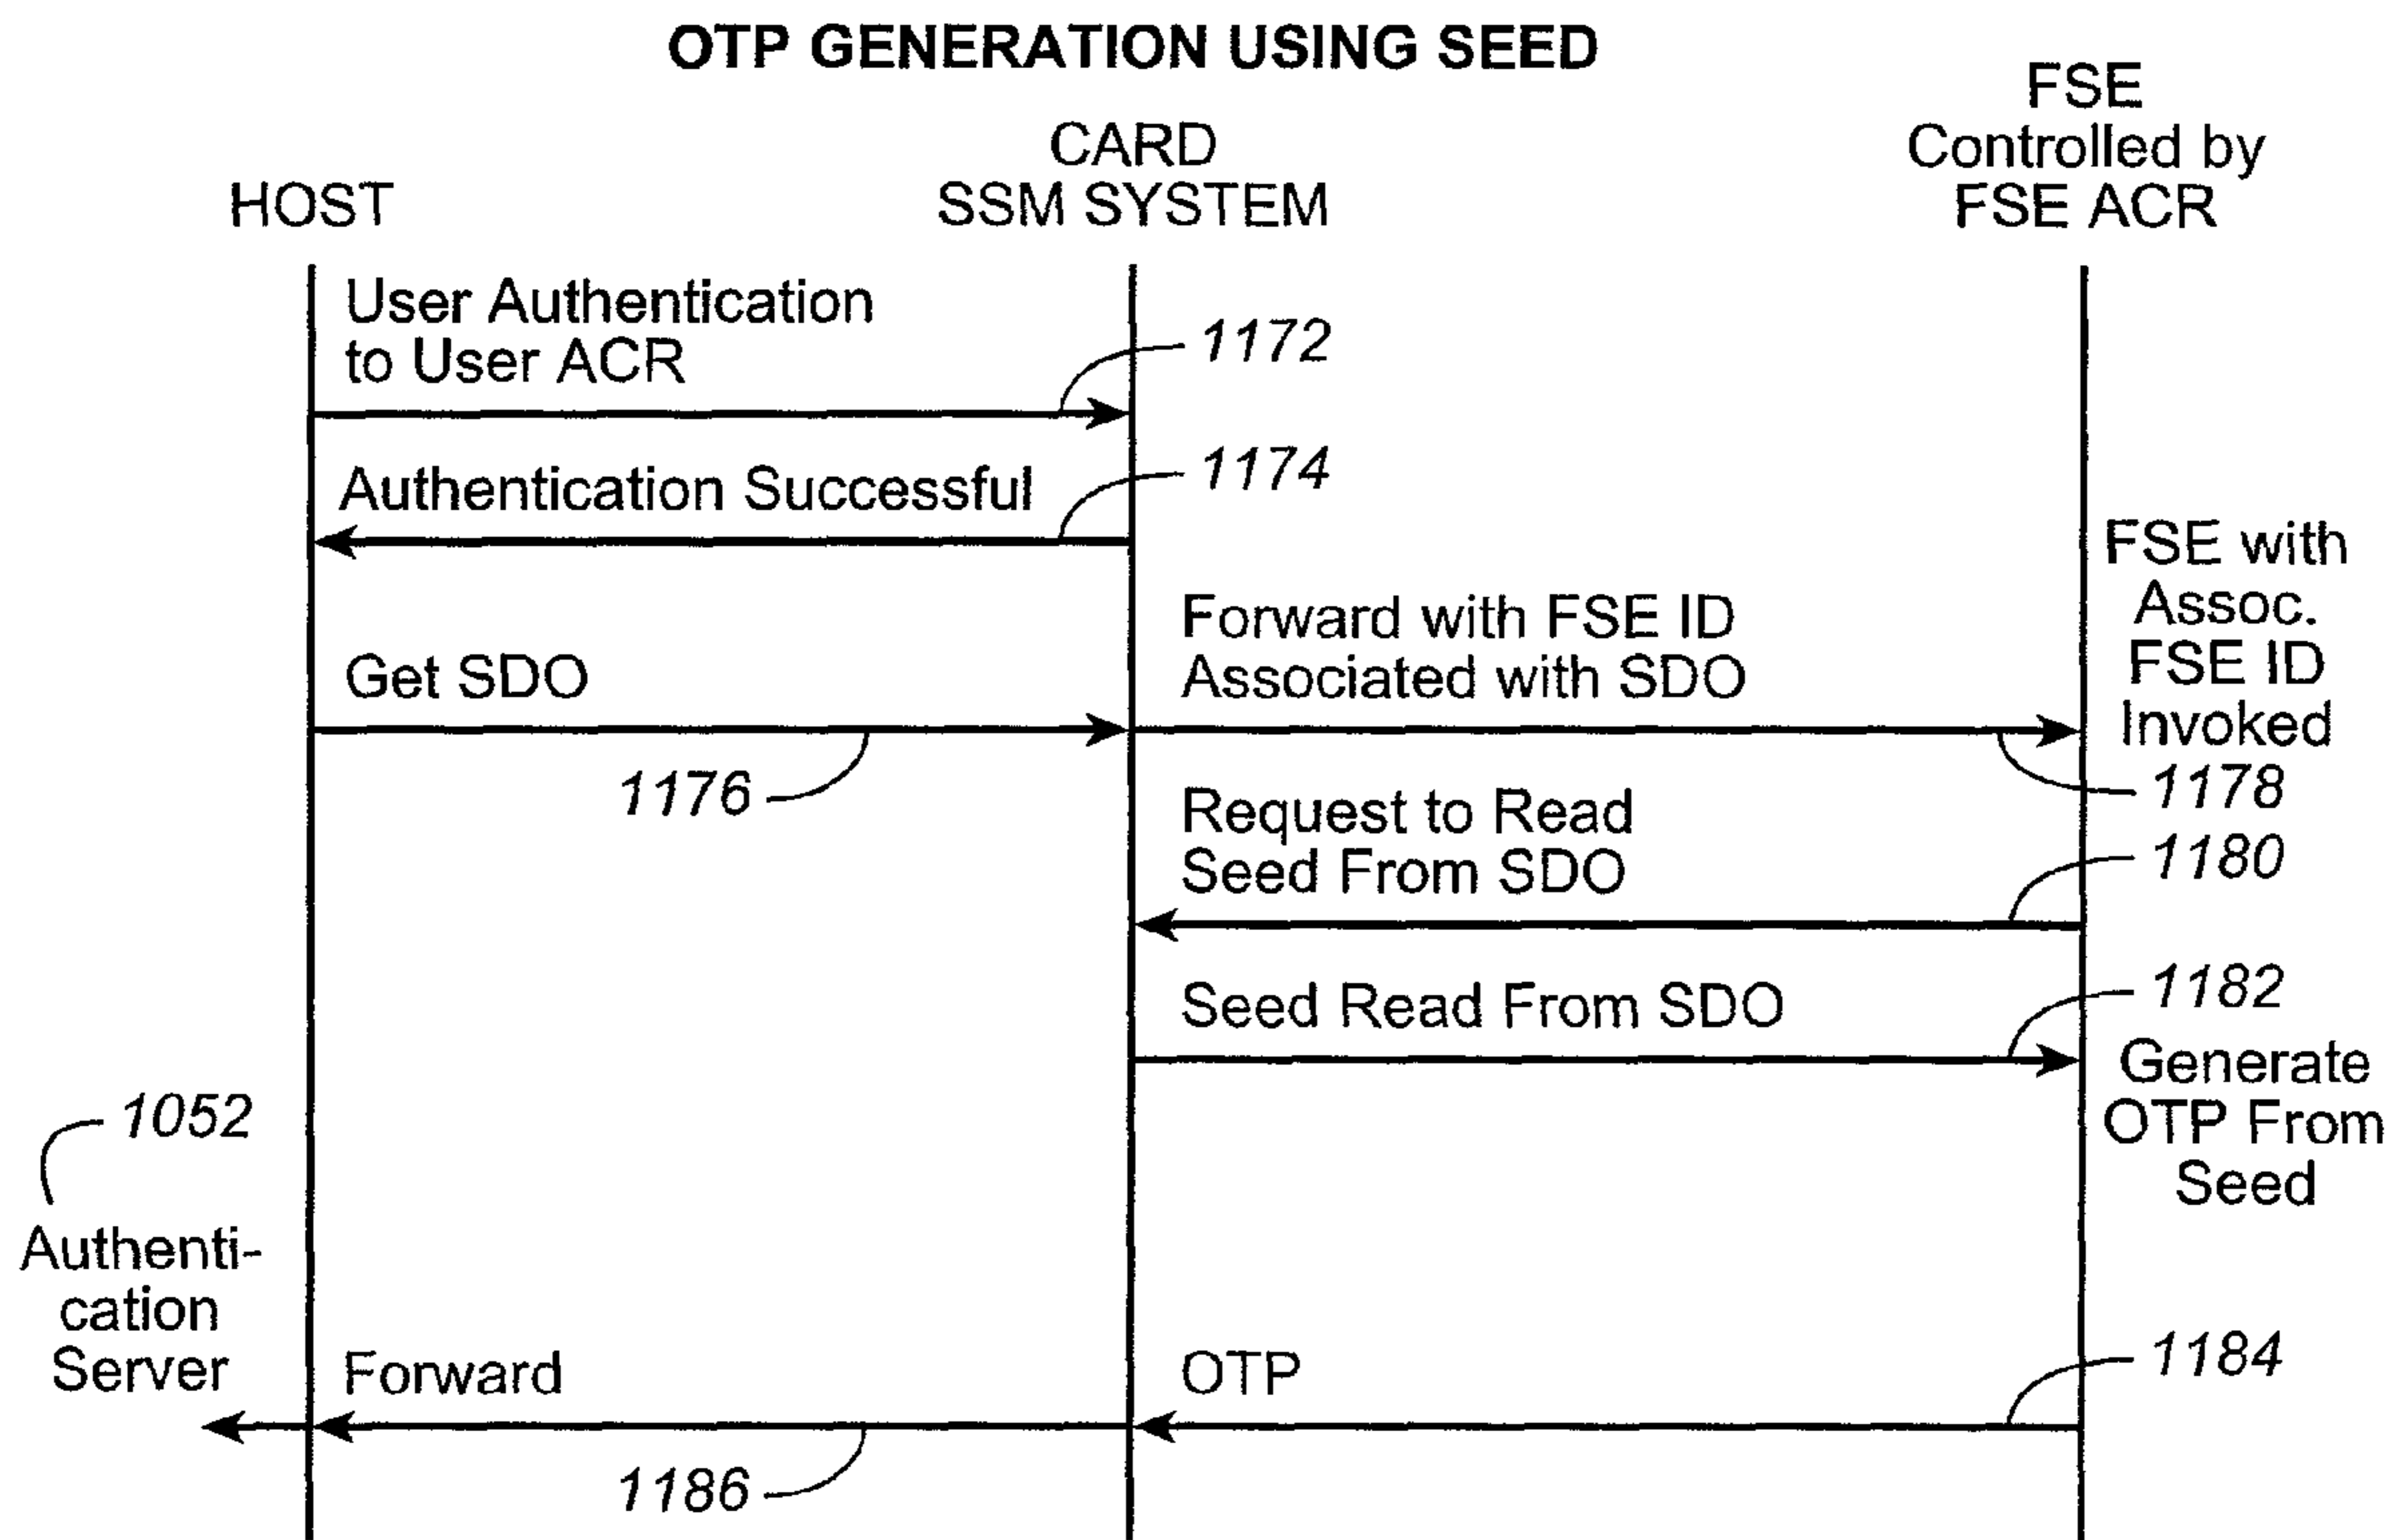 OTP GENERATION USING SEED
HOST
CARD
SSM SYSTEM
FSE
Controlled by
FSE ACR
User Authentication
to User ACR
1172
Authentication Successful
1174
Get SDO
1176
Forward with FSE ID
Associated with SDO
FSE with
Assoc.
FSE ID
Invoked
1178
Request to Read
Seed From SDO
1180
Seed Read From SDO
1182
Generate
OTP From
Seed
1052
Authenti-
cation
Server
Forward
1186
OTP
1184